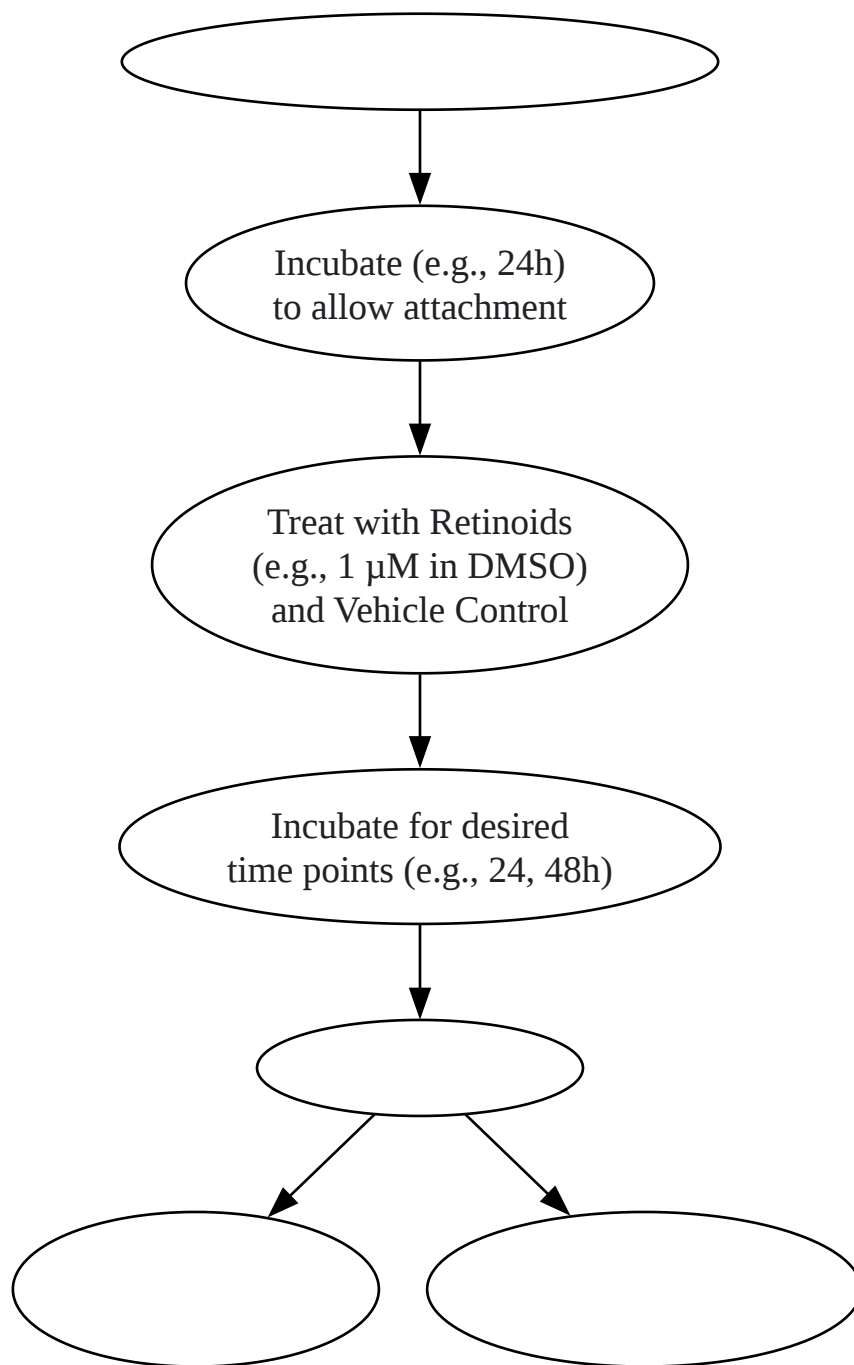 Incubate (e.g., 24h)
to allow attachment
Treat with Retinoids
(e.g., 1 µM in DMSO)
and Vehicle Control
Incubate for desired
time points (e.g., 24, 48h)